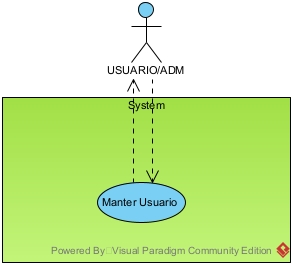 USUARIO/ADM
System
Manter Usuario
Powered By Visual Paradigm Community Edition